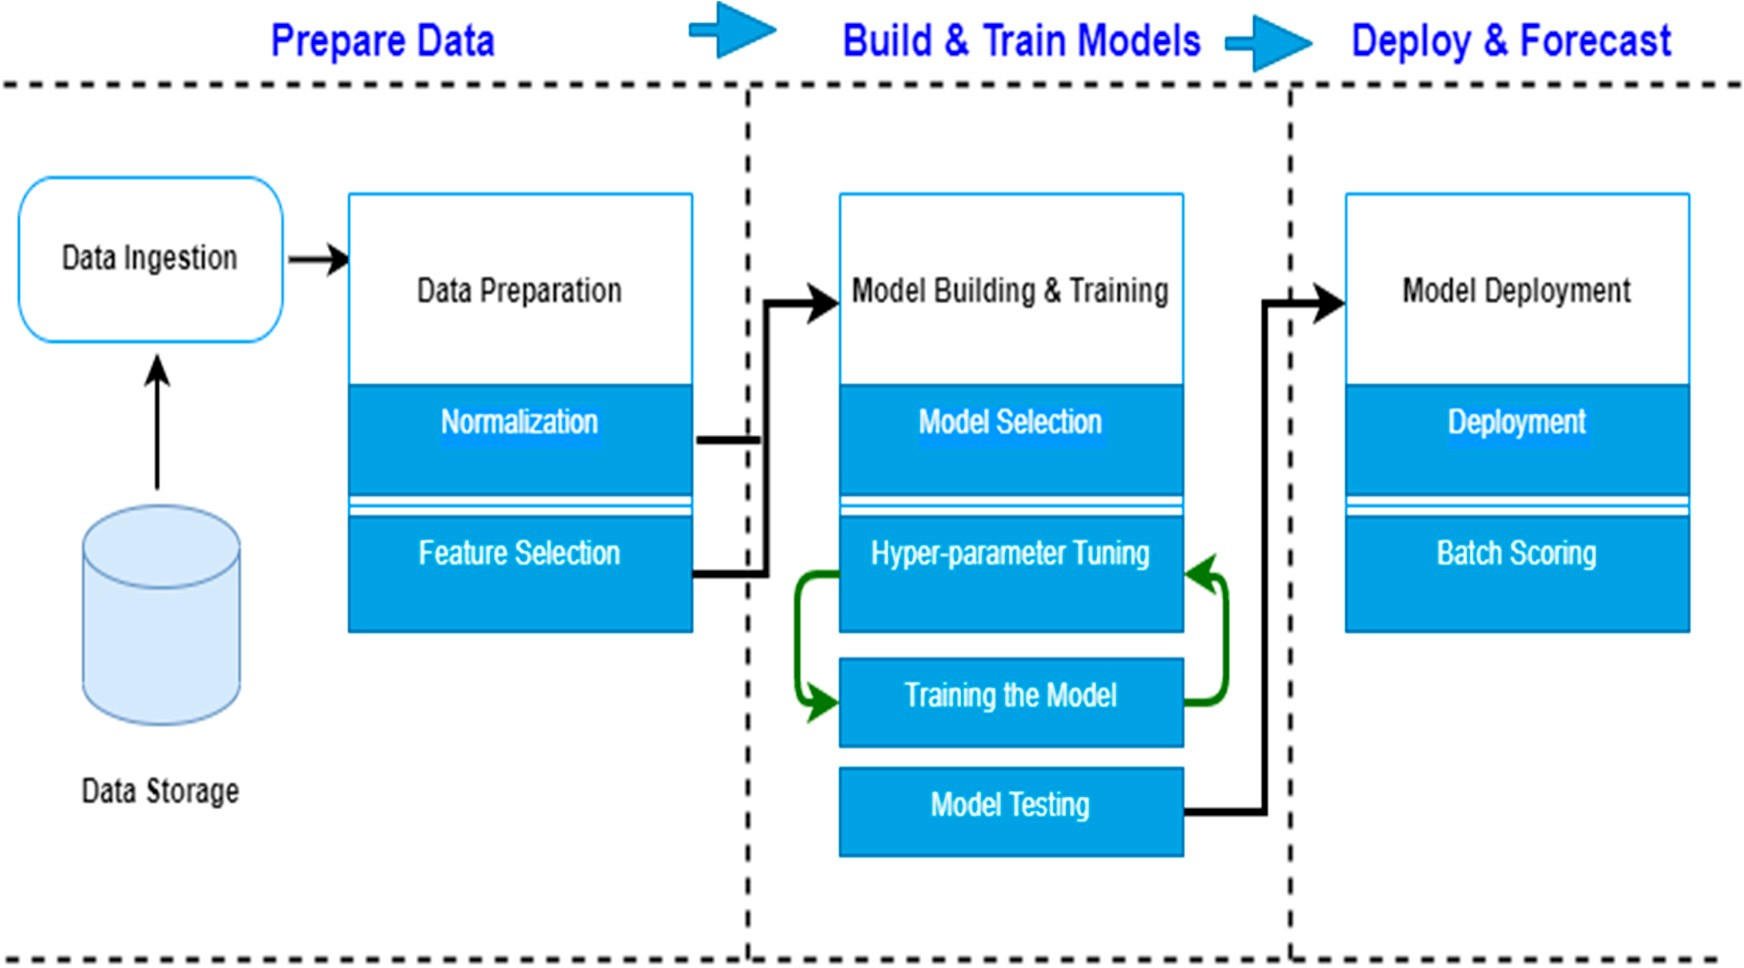 Prepare Data
Build & Train Models
Deploy & Forecast
Data Ingestion
Data Storage
Data Preparation
Normalization
Feature Selection
Model Building & Training
Model Selection
Hyper-parameter Tuning
Training the Model
Model Testing
Model Deployment
Deployment
Batch Scoring